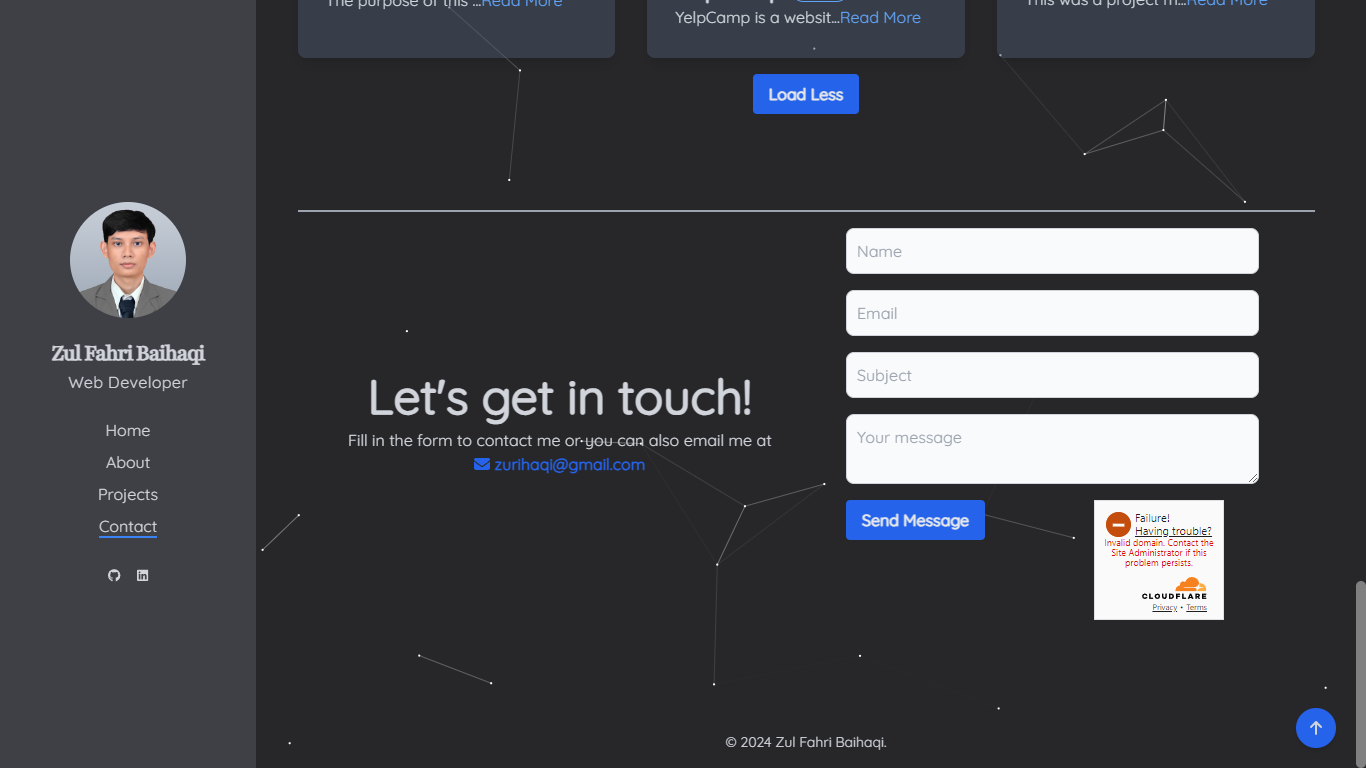 Zul Fahri Baihaqi
Web Developer
Home
About
Projects
Contact
The purpose of this ...Read More
YelpCamp is a websit...Read More
This was a project m...Read More
Load Less
Let's get in touch!
Fill in the form to contact me or you can also email me at
zurihaqi@gmail.com
Name
Email
Subject
Your message
Send Message
Failure!
Having trouble?
Invalid domain. Contact the
Site Administrator if this
problem persists.
CLOUDFLARE
Privacy • Terms
© 2024 Zul Fahri Baihaqi.